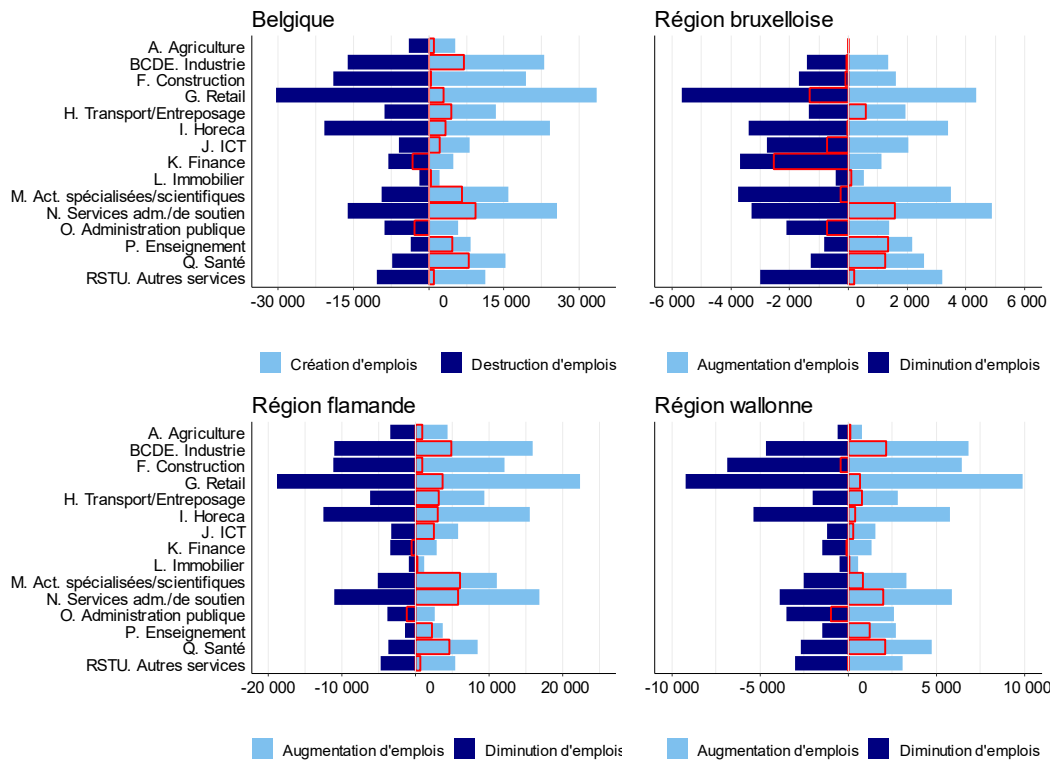 Belgique
Région bruxelloise
A. Agriculture
BCDE. Industrie
F. Construction
G. Retail
H. Transport/Entreposage
I. Horeca
J. ICT
K. Finance
L. Immobilier
M. Act. spécialisées/scientifiques
N. Services adm./de soutien
O. Administration publique
P. Enseignement
Q. Santé
RSTU. Autres services
-30 000 -15 000 0 15 000 30 000
-6 000 -4 000 -2 000 0 2 000 4 000 6 000
Création d'emplois Destruction d'emplois
Augmentation d'emplois Diminution d'emplois
Région flamande
Région wallonne
A. Agriculture
BCDE. Industrie
F. Construction
G. Retail
H. Transport/Entreposage
I. Horeca
J. ICT
K. Finance
L. Immobilier
M. Act. spécialisées/scientifiques
N. Services adm./de soutien
O. Administration publique
P. Enseignement
Q. Santé
RSTU. Autres services
-20 000 -10 000 0 10 000 20 000
-10 000 -5 000 0 5 000 10 000
Augmentation d'emplois Diminution d'emplois
Augmentation d'emplois Diminution d'emplois